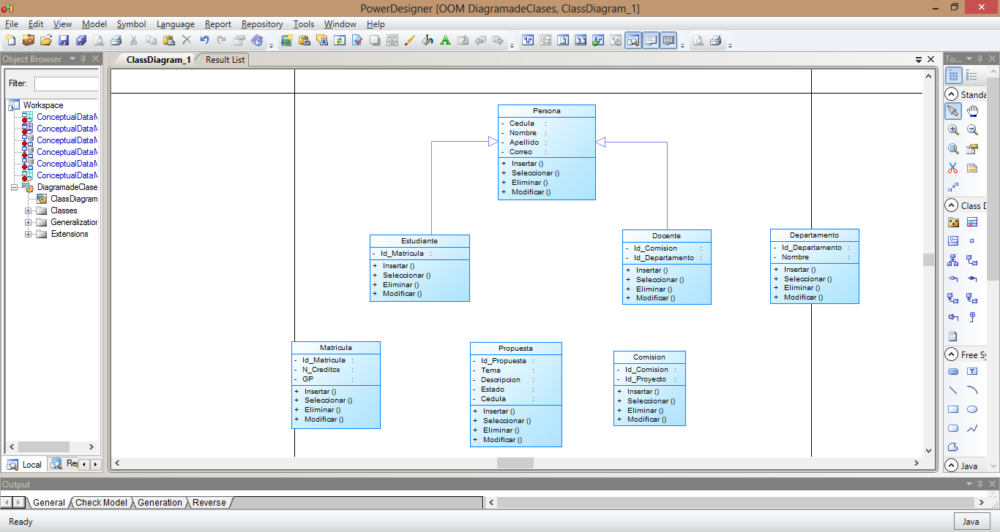 PowerDesigner [OOM DiagramadeClases, ClassDiagram_1]
File Edit View Model Symbol Language Report Repository Tools Window Help
Object Browser
ClassDiagram_1 Result List
To...
Filter:
Workspace
ConceptualDataM
ConceptualDataM
ConceptualDataM
ConceptualDataM
ConceptualDataM
ConceptualDataM
DiagramadeClase
ClassDiagram
Classes
Generalization
Extensions
Local Rep
Persona
- Cedula :
- Nombre :
- Apellido :
- Correo :
+ Insertar ()
+ Seleccionar ()
+ Eliminar ()
+ Modificar ()
Estudiante
- Id_Matricula :
+ Insertar ()
+ Seleccionar ()
+ Eliminar ()
+ Modificar ()
Docente
- Id_Comision :
- Id_Departamento :
+ Insertar ()
+ Seleccionar ()
+ Eliminar ()
+ Modificar ()
Departamento
- Id_Departamento :
- Nombre :
+ Insertar ()
+ Seleccionar ()
+ Eliminar ()
+ Modificar ()
Matricula
- Id_Matricula :
- N_Creditos :
- GP :
+ Insertar ()
+ Seleccionar ()
+ Eliminar ()
+ Modificar ()
Propuesta
- Id_Propuesta :
- Tema :
- Descripcion :
- Estado :
- Cedula :
+ Insertar ()
+ Seleccionar ()
+ Eliminar ()
+ Modificar ()
Comision
- Id_Comision :
- Id_Proyecto :
+ Insertar ()
+ Seleccionar ()
+ Eliminar ()
+ Modificar ()
Standa
Class D
Free Sy
Java
Output
General Check Model Generation Reverse
Ready
Java